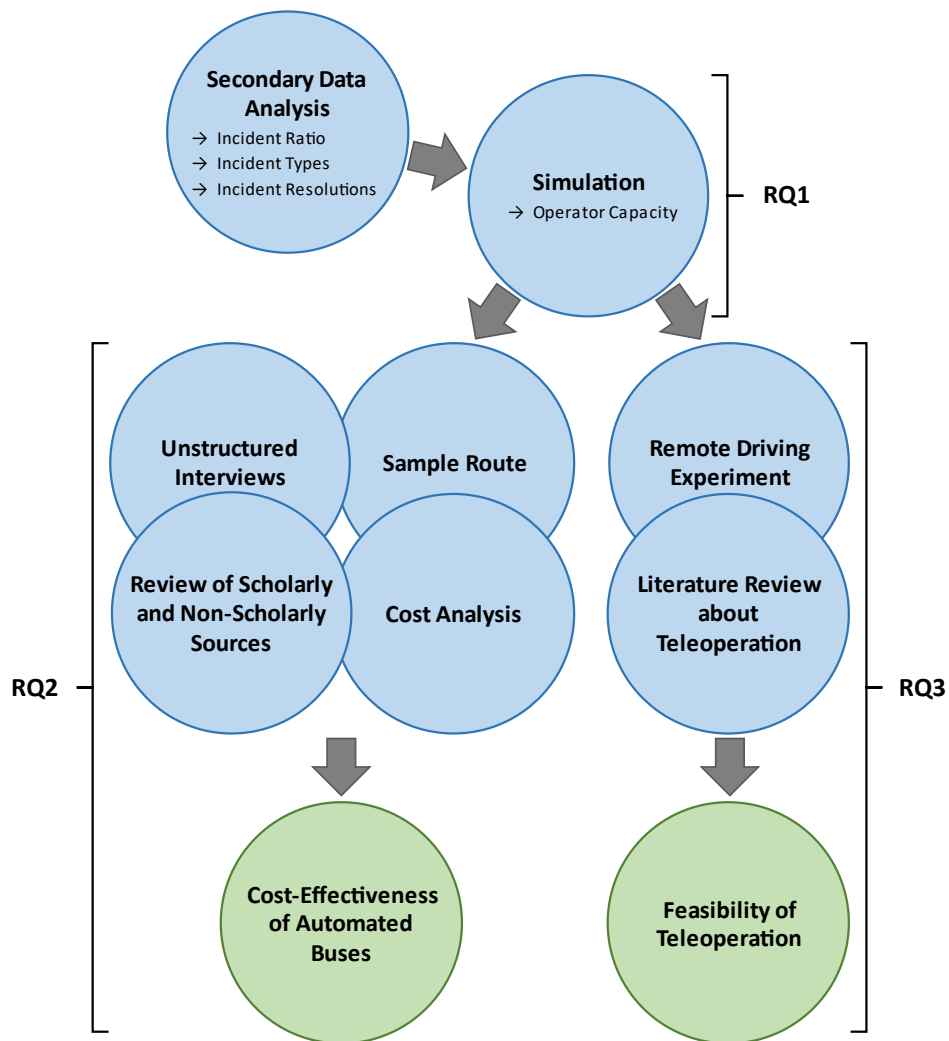 Secondary Data
Analysis
→ Incident Ratio
→ Incident Types
→ Incident Resolutions
Simulation
→ Operator Capacity
RQ1
Unstructured
Interviews
Sample Route
Remote Driving
Experiment
Review of Scholarly
and Non-Scholarly
Sources
Cost Analysis
Literature Review
about
Teleoperation
RQ2
RQ3
Cost-Effectiveness
of Automated
Buses
Feasibility of
Teleoperation